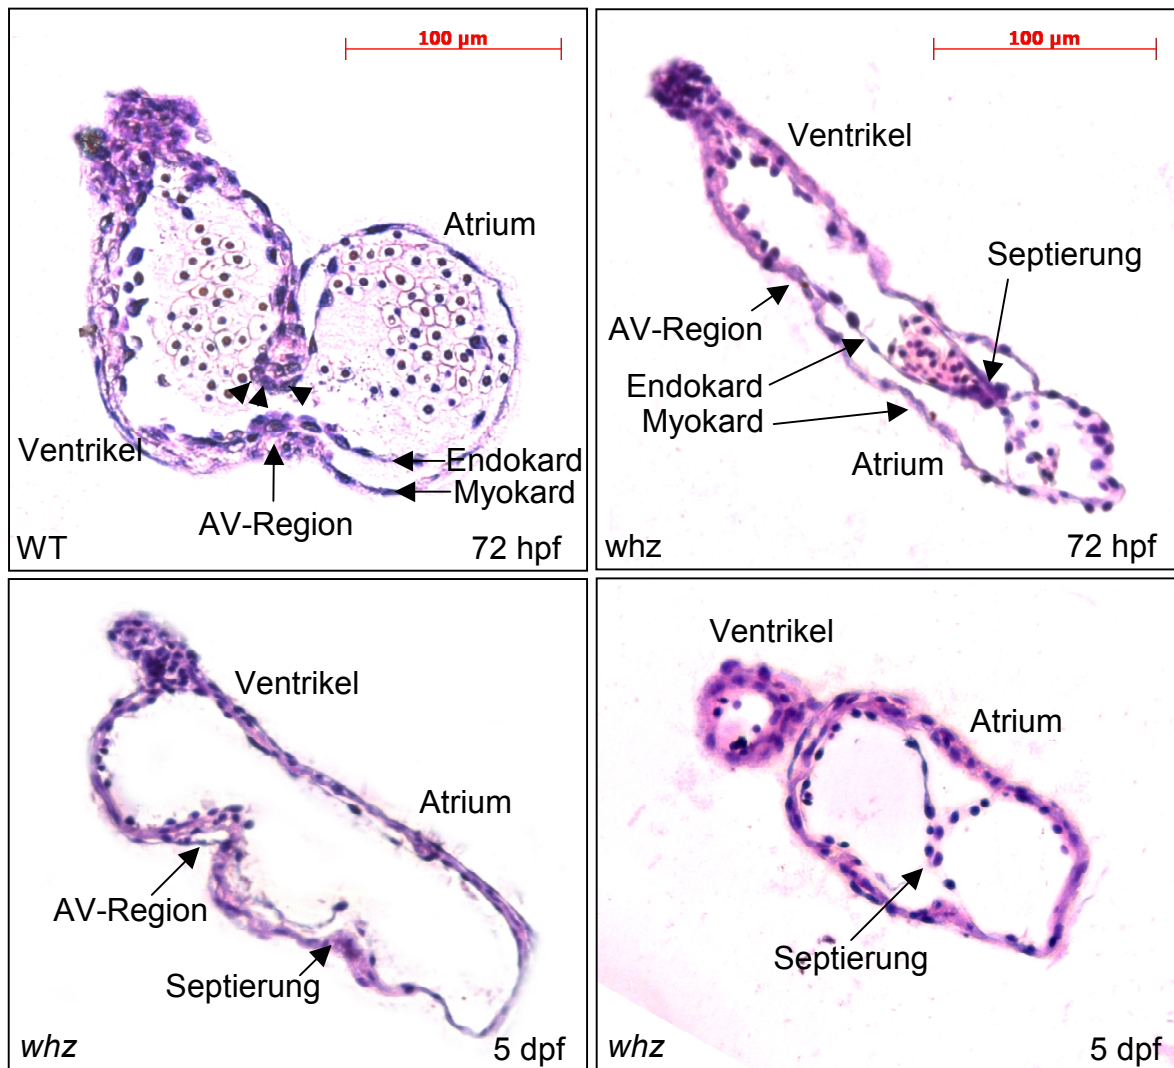 100 µm
Atrium
Ventrikel
Endokard
Myokard
AV-Region
WT
72 hpf
100 µm
Ventrikel
Septierung
AV-Region
Endokard
Myokard
Atrium
whz
72 hpf
Ventrikel
Atrium
AV-Region
Septierung
whz
5 dpf
Ventrikel
Atrium
Septierung
whz
5 dpf